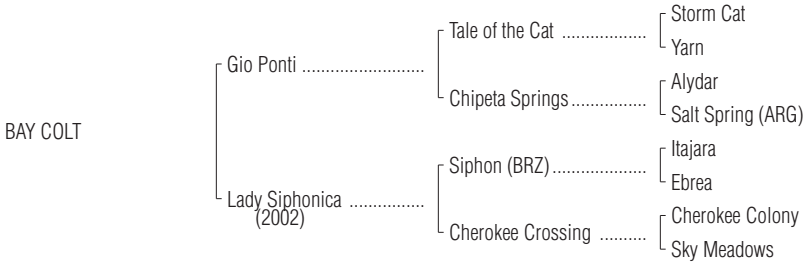 Storm Cat
Tale of the Cat ..................
Yarn
Gio Ponti ..........................
Alydar
Chipeta Springs................
Salt Spring (ARG)
BAY COLT
Itajara
Siphon (BRZ)....................
Ebrea
Lady Siphonica ................
(2002)
Cherokee Colony
Cherokee Crossing ..........
Sky Meadows